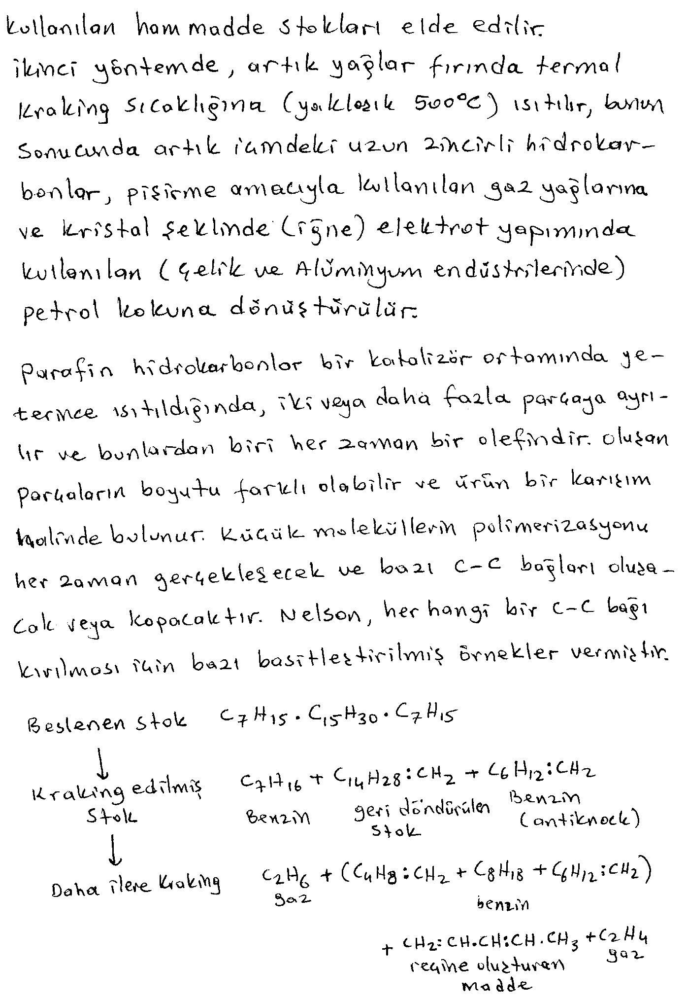 kullanılan ham madde stokları elde edilir.
ikinci yöntemde, artık yağlar fırında termal
kraking sıcaklığına (yaklaşık 500°C) ısıtılır, bunun
sonucunda artık içindeki uzun zincirli hidrokar-
bonlar, pişirme amacıyla kullanılan gaz yağlarına
ve kristal şeklinde (iğne) elektrot yapımında
kullanılan (çelik ve Alüminyum endüstrilerinde)
petrol kokuna dönüştürülür.
Parafin hidrokarbonlar bir katalizör ortamında ye-
terince ısıtıldığında, iki veya daha fazla parçaya ayrı-
lır ve bunlardan biri her zaman bir olefindir. Oluşan
parçaların boyutu farklı olabilir ve ürün bir karışım
halinde bulunur. Küçük moleküllerin polimerizasyonu
her zaman gerçekleşecek ve bazı C-C bağları oluşa-
cak veya kopacaktır. Nelson, her hangi bir C-C bağı
kırılması için bazı basitleştirilmiş örnekler vermiştir.
Beslenen stok C7H15 . C15H30 . C7H15
↓
Kraking edilmiş stok C7H16 + C14H28:CH2 + C6H12:CH2
Benzin geri döndürülen stok Benzin (antiknock)
↓
Daha ilere kraking C2H6 + (C4H8:CH2 + C8H18 + C6H12:CH2)
gaz benzin
+ CH2:CH.CH:CH.CH3 + C2H4
reçine oluşturan gaz
madde